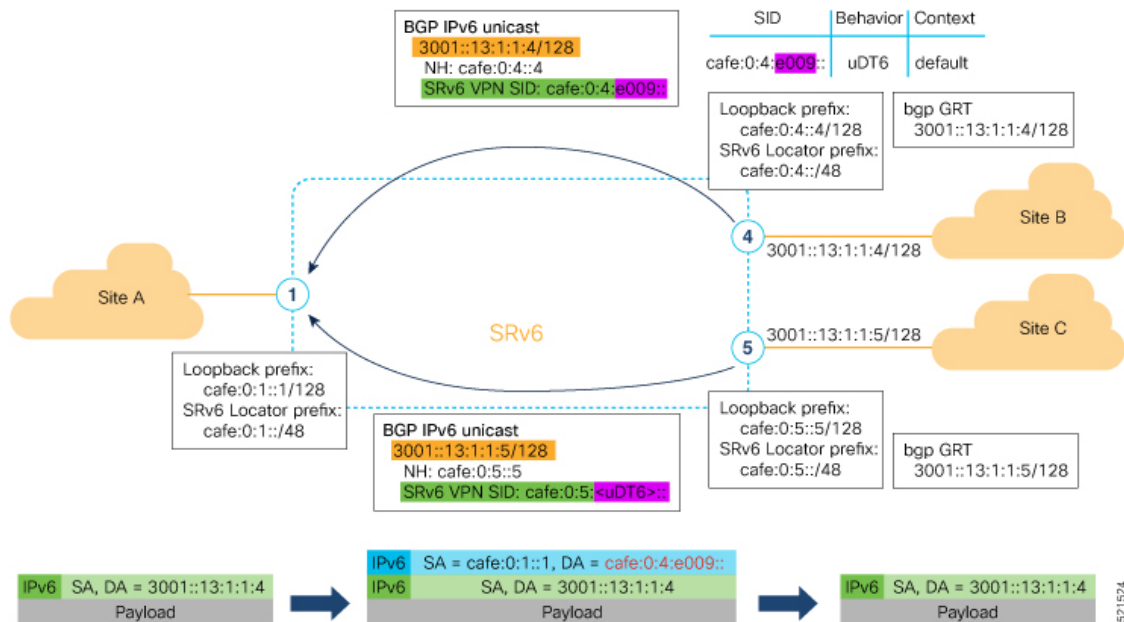 BGP IPv6 unicast
3001::13:1:1:4/128
NH: cafe:0:4::4
SRv6 VPN SID: cafe:0:4:e009::
SID Behavior Context
cafe:0:4:e009:: uDT6 default
Loopback prefix:
cafe:0:4::4/128
SRv6 Locator prefix:
cafe:0:4::/48
bgp GRT
3001::13:1:1:4/128
Site A
1
SRv6
4
3001::13:1:1:4/128
Site B
5
3001::13:1:1:5/128
Site C
Loopback prefix:
cafe:0:1::1/128
SRv6 Locator prefix:
cafe:0:1::/48
BGP IPv6 unicast
3001::13:1:1:5/128
NH: cafe:0:5::5
SRv6 VPN SID: cafe:0:5:<uDT6>::
Loopback prefix:
cafe:0:5::5/128
SRv6 Locator prefix:
cafe:0:5::/48
bgp GRT
3001::13:1:1:5/128
IPv6 SA, DA = 3001::13:1:1:4
Payload
IPv6 SA = cafe:0:1::1, DA = cafe:0:4:e009::
IPv6 SA, DA = 3001::13:1:1:4
Payload
IPv6 SA, DA = 3001::13:1:1:4
Payload
521524